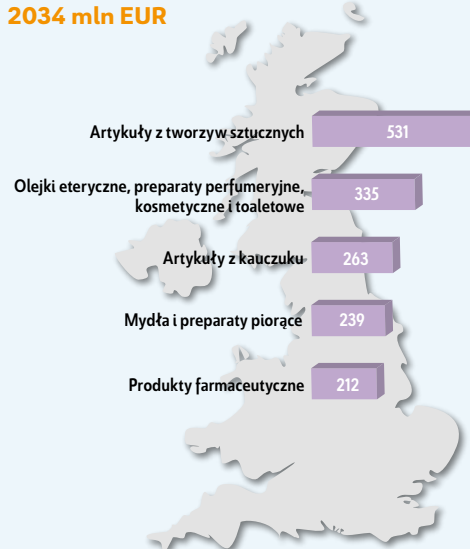 2034 mln EUR
Artykuły z tworzyw sztucznych
531
Olejki eteryczne, preparaty perfumeryjne,
kosmetyczne i toaletowe
335
Artykuły z kauczuku
263
Mydła i preparaty piorące
239
Produkty farmaceutyczne
212